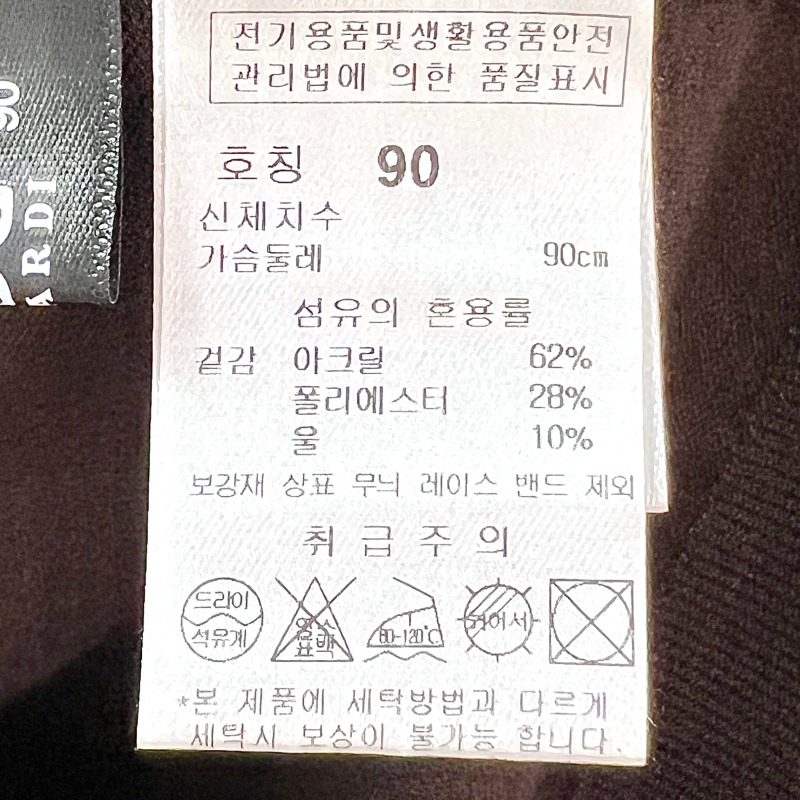 전기용품및생활용품안전
관리법에 의한 품질표시
호칭 90
신체치수
가슴둘레 90cm
섬유의 혼용률
겉감 아크릴 62%
폴리에스터 28%
울 10%
보강재 상표 무늬 레이스 밴드 제외
취급주의
드라이
석유계
염소
표백
80-120℃
뉘어서
*본 제품에 세탁방법과 다르게
세탁시 보상이 불가능 합니다.
90
ARDI